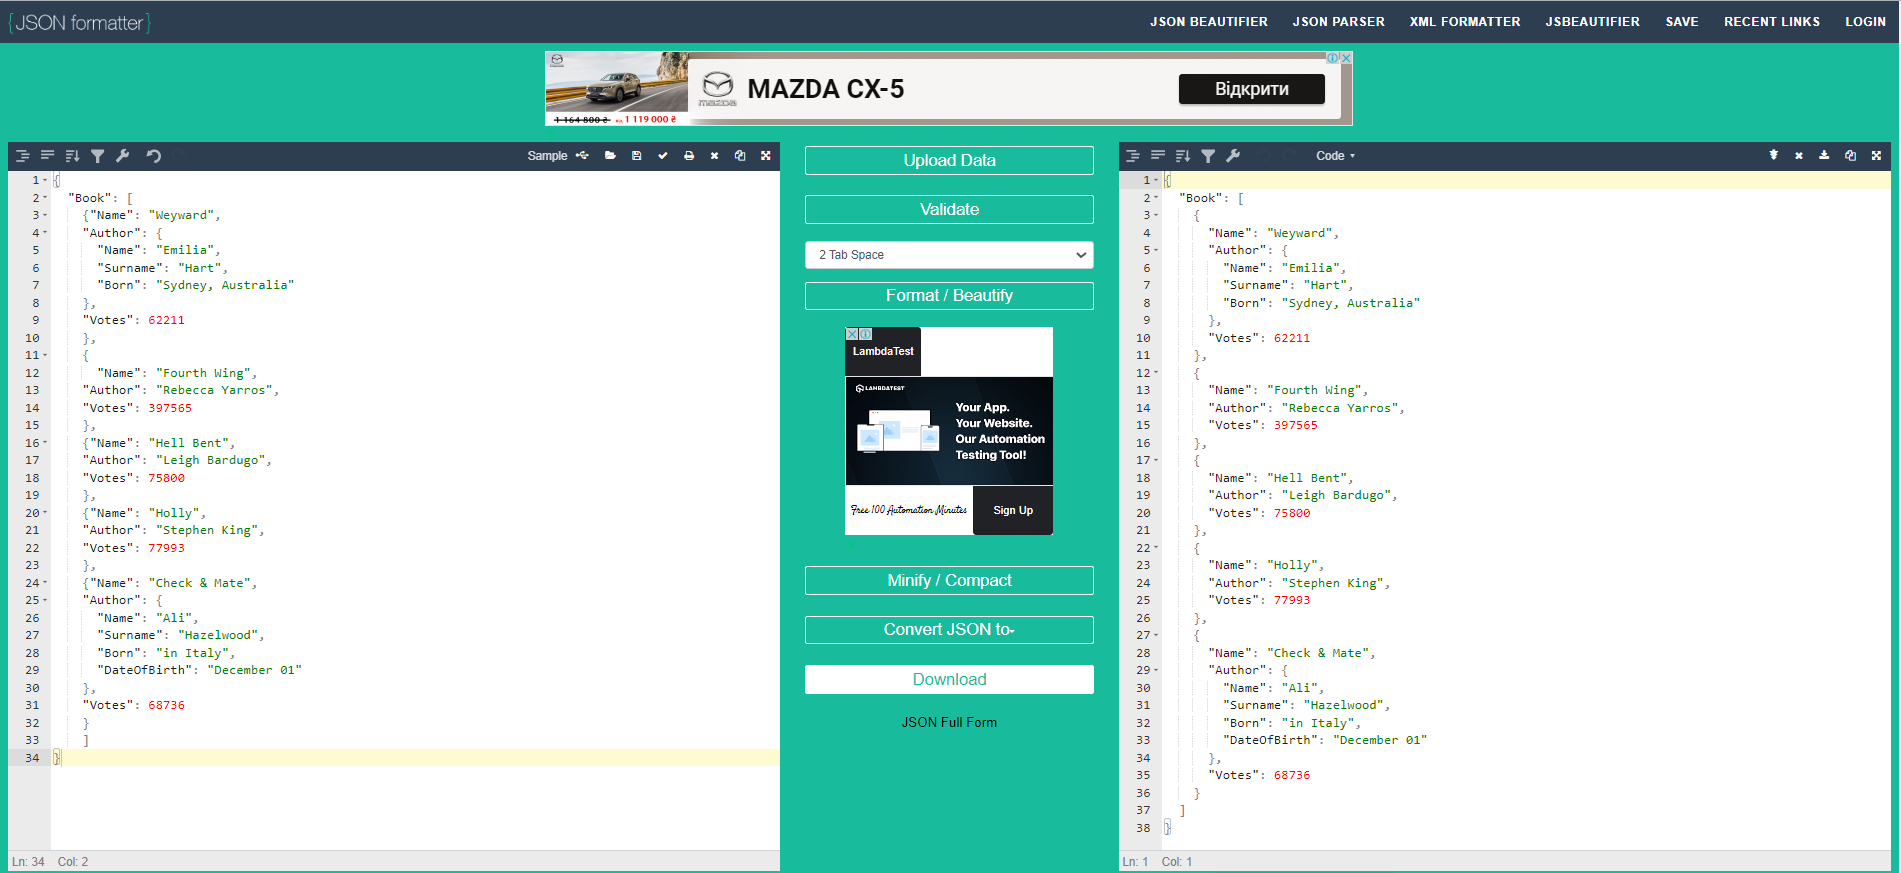 {JSON formatter}
JSON BEAUTIFIER JSON PARSER XML FORMATTER JSBEAUTIFIER SAVE RECENT LINKS LOGIN
mazda
MAZDA CX-5
Відкрити
1 164 800 ₴ від 1 119 000 ₴
Sample
1 {
2 "Book": [
3 {"Name": "Weyward",
4 "Author": {
5 "Name": "Emilia",
6 "Surname": "Hart",
7 "Born": "Sydney, Australia"
8 },
9 "Votes": 62211
10 },
11 {
12 "Name": "Fourth Wing",
13 "Author": "Rebecca Yarros",
14 "Votes": 397565
15 },
16 {"Name": "Hell Bent",
17 "Author": "Leigh Bardugo",
18 "Votes": 75800
19 },
20 {"Name": "Holly",
21 "Author": "Stephen King",
22 "Votes": 77993
23 },
24 {"Name": "Check & Mate",
25 "Author": {
26 "Name": "Ali",
27 "Surname": "Hazelwood",
28 "Born": "in Italy",
29 "DateOfBirth": "December 01"
30 },
31 "Votes": 68736
32 }
33 ]
34 }
Ln: 34 Col: 2
Upload Data
Validate
2 Tab Space
Format / Beautify
LambdaTest
LAMBDATEST
Your App.
Your Website.
Our Automation
Testing Tool!
Free 100 Automation Minutes
Sign Up
Minify / Compact
Convert JSON to
Download
JSON Full Form
Code
1 {
2 "Book": [
3 {
4 "Name": "Weyward",
5 "Author": {
6 "Name": "Emilia",
7 "Surname": "Hart",
8 "Born": "Sydney, Australia"
9 },
10 "Votes": 62211
11 },
12 {
13 "Name": "Fourth Wing",
14 "Author": "Rebecca Yarros",
15 "Votes": 397565
16 },
17 {
18 "Name": "Hell Bent",
19 "Author": "Leigh Bardugo",
20 "Votes": 75800
21 },
22 {
23 "Name": "Holly",
24 "Author": "Stephen King",
25 "Votes": 77993
26 },
27 {
28 "Name": "Check & Mate",
29 "Author": {
30 "Name": "Ali",
31 "Surname": "Hazelwood",
32 "Born": "in Italy",
33 "DateOfBirth": "December 01"
34 },
35 "Votes": 68736
36 }
37 ]
38 }
Ln: 1 Col: 1